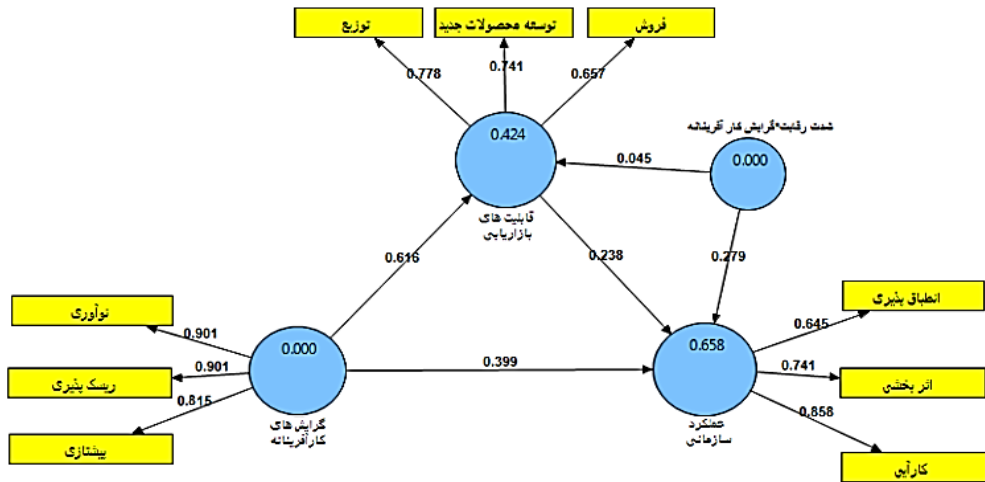 توزیع
توسعه محصولات جدید
فروش
0.778
0.741
0.657
0.424
شدت رقابت*گرایش کار آفرینانه
0.000
0.045
قابلیت های
بازاریابی
0.616
0.238
0.279
نوآوری
0.901
ریسک پذیری
0.901
پیشتازی
0.815
0.000
گرایش های
کارآفرینانه
0.399
0.658
عملکرد
سازمانی
انطباق پذیری
0.645
اثر بخشی
0.741
کارآیی
0.858